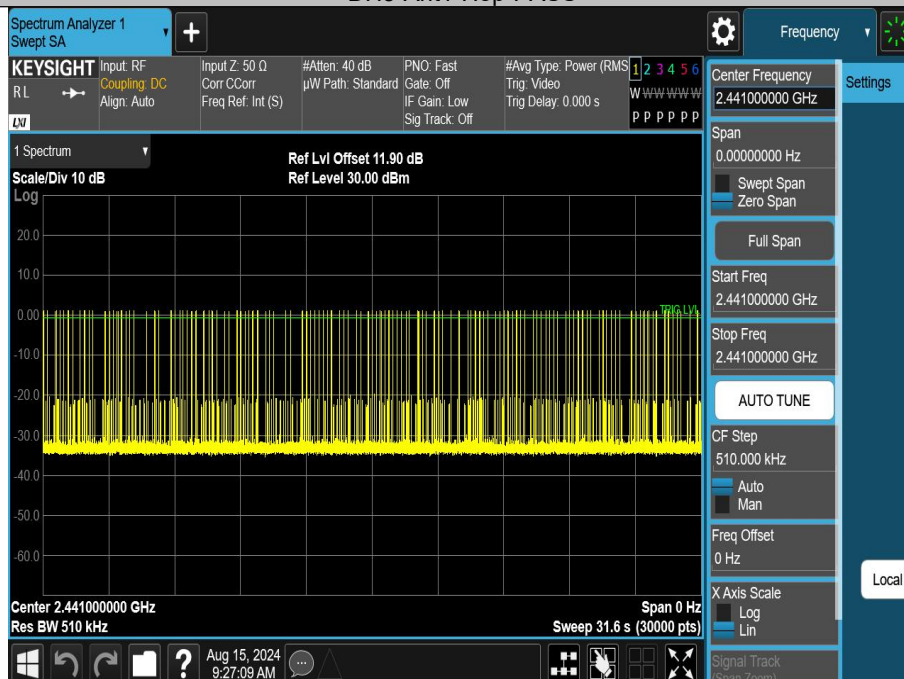 Spectrum Analyzer 1
Swept SA
Frequency
KEYSIGHT
R L
LXI
Input: RF
Coupling: DC
Align: Auto
Input Z: 50 Ω
Corr CCorr
Freq Ref: Int (S)
#Atten: 40 dB
µW Path: Standard
PNO: Fast
Gate: Off
IF Gain: Low
Sig Track: Off
#Avg Type: Power (RMS
Trig: Video
Trig Delay: 0.000 s
1 2 3 4 5 6
W W W W W W
P P P P P P
Center Frequency
2.441000000 GHz
Settings
1 Spectrum
Scale/Div 10 dB
Ref Lvl Offset 11.90 dB
Ref Level 30.00 dBm
Log
20.0
10.0
0.00
-10.0
-20.0
-30.0
-40.0
-50.0
-60.0
TRIG LVL
Center 2.441000000 GHz
Res BW 510 kHz
Span 0 Hz
Sweep 31.6 s (30000 pts)
Span
0.00000000 Hz
Swept Span
Zero Span
Full Span
Start Freq
2.441000000 GHz
Stop Freq
2.441000000 GHz
AUTO TUNE
CF Step
510.000 kHz
Auto
Man
Freq Offset
0 Hz
X Axis Scale
Log
Lin
Local
Signal Track
(Span Zoom)
Aug 15, 2024
9:27:09 AM